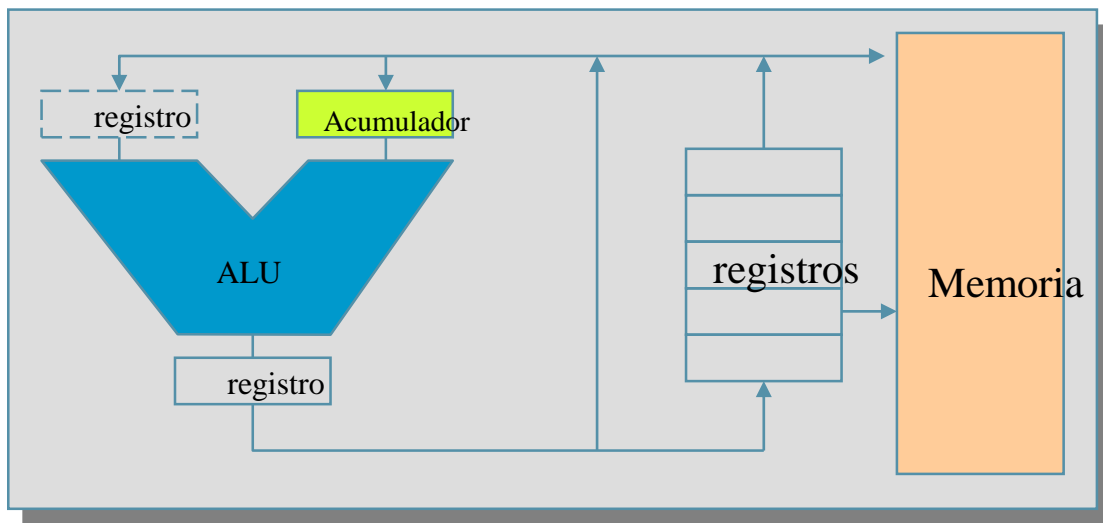 registro
Acumulador
ALU
registros
Memoria
registro